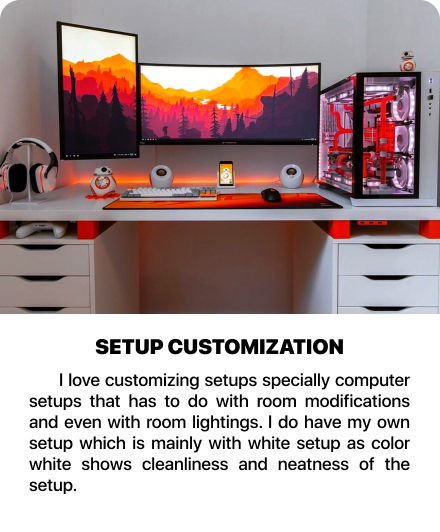 SETUP CUSTOMIZATION
I love customizing setups specially computer
setups that has to do with room modifications
and even with room lightings. I do have my own
setup which is mainly with white setup as color
white shows cleanliness and neatness of the
setup.